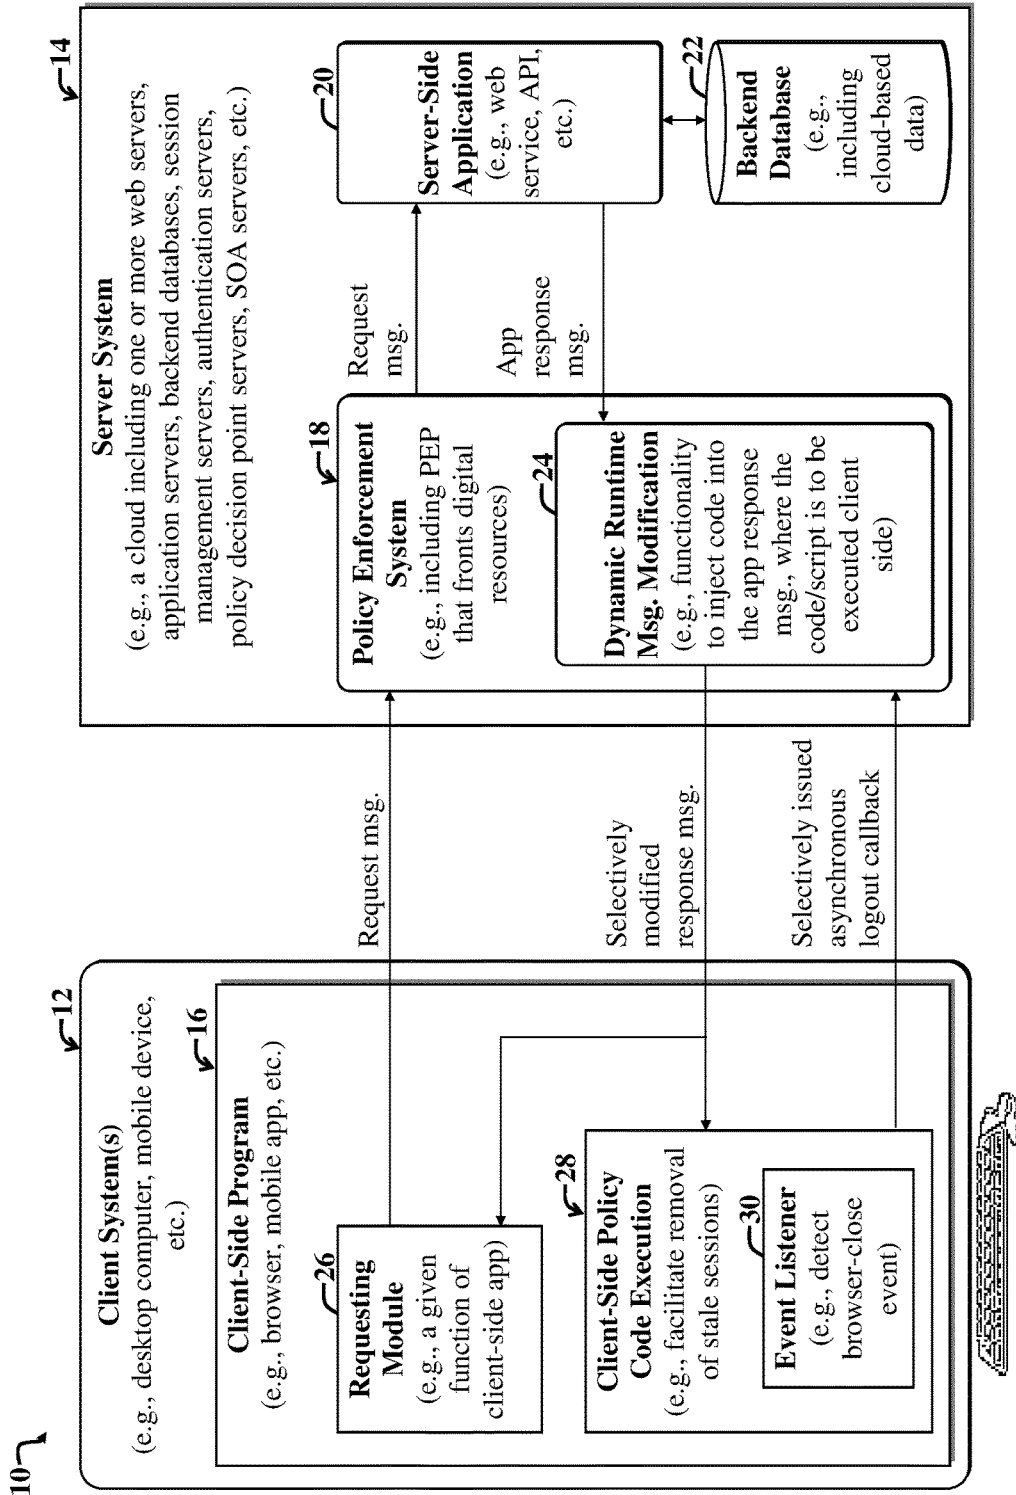 10
12
Client System(s)
(e.g., desktop computer, mobile device,
etc.)
16
Client-Side Program
(e.g., browser, mobile app, etc.)
26
Requesting
Module
(e.g., a given
function of
client-side app)
28
Client-Side Policy
Code Execution
(e.g., facilitate removal
of stale sessions)
30
Event Listener
(e.g., detect
browser-close
event)
Request msg.
Selectively
modified
response msg.
Selectively issued
asynchronous
logout callback
14
Server System
(e.g., a cloud including one or more web servers,
application servers, backend databases, session
management servers, authentication servers,
policy decision point servers, SOA servers, etc.)
18
Policy Enforcement
System
(e.g., including PEP
that fronts digital
resources)
24
Dynamic Runtime
Msg. Modification
(e.g., functionality
to inject code into
the app response
msg., where the
code/script is to be
executed client
side)
Request
msg.
App
response
msg.
20
Server-Side
Application
(e.g., web
service, API,
etc.)
22
Backend
Database
(e.g.,
including
cloud-based
data)